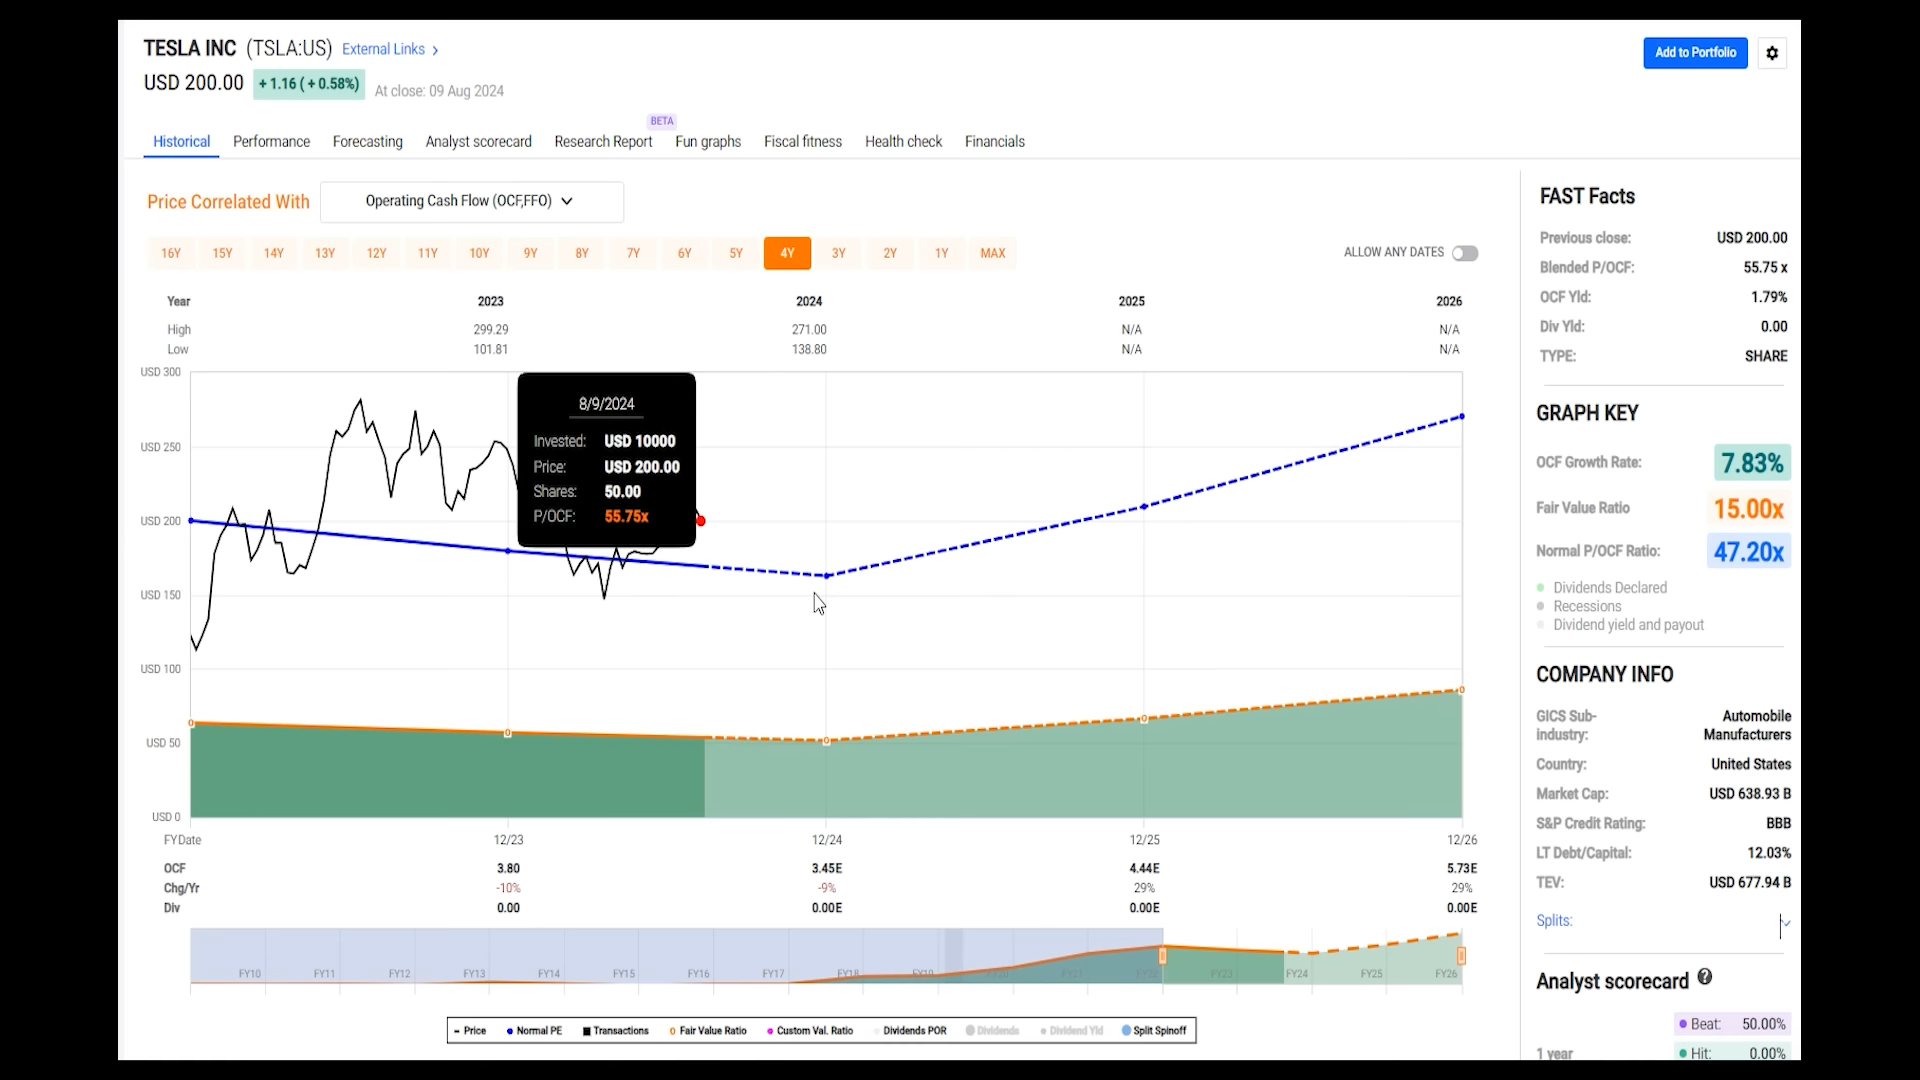 TESLA INC (TSLA:US) External Links >
Add to Portfolio
USD 200.00 + 1.16 ( + 0.58%) At close: 09 Aug 2024
BETA
Historical Performance Forecasting Analyst scorecard Research Report Fun graphs Fiscal fitness Health check Financials
Price Correlated With Operating Cash Flow (OCF,FFO)
16Y 15Y 14Y 13Y 12Y 11Y 10Y 9Y 8Y 7Y 6Y 5Y 4Y 3Y 2Y 1Y MAX
ALLOW ANY DATES
Year 2023 2024 2025 2026
High 299.29 271.00 N/A N/A
Low 101.81 138.80 N/A N/A
USD 300
USD 250
USD 200
USD 150
USD 100
USD 50
USD 0
8/9/2024
Invested: USD 10000
Price: USD 200.00
Shares: 50.00
P/OCF: 55.75x
FYDate 12/23 12/24 12/25 12/26
OCF 3.80 3.45E 4.44E 5.73E
Chg/Yr -10% -9% 29% 29%
Div 0.00 0.00E 0.00E 0.00E
FY10 FY11 FY12 FY13 FY14 FY15 FY16 FY17 FY18 FY19 FY20 FY21 FY22 FY23 FY24 FY25 FY26
Price Normal PE Transactions Fair Value Ratio Custom Val. Ratio Dividends POR Dividends Dividend Yld Split Spinoff
FAST Facts
Previous close: USD 200.00
Blended P/OCF: 55.75 x
OCF Yld: 1.79%
Div Yld: 0.00
TYPE: SHARE
GRAPH KEY
OCF Growth Rate: 7.83%
Fair Value Ratio 15.00x
Normal P/OCF Ratio: 47.20x
Dividends Declared
Recessions
Dividend yield and payout
COMPANY INFO
GICS Sub- Automobile
industry: Manufacturers
Country: United States
Market Cap: USD 638.93 B
S&P Credit Rating: BBB
LT Debt/Capital: 12.03%
TEV: USD 677.94 B
Splits:
Analyst scorecard ?
Beat: 50.00%
1 year Hit: 0.00%